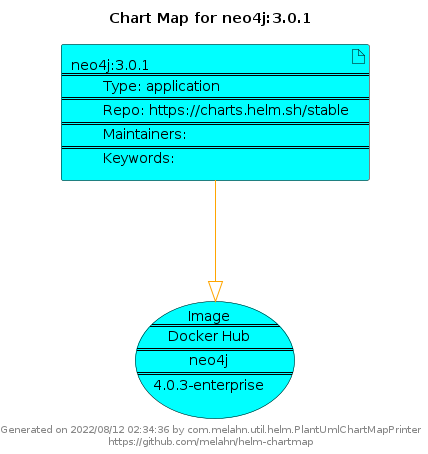 Chart Map for neo4j:3.0.1
neo4j:3.0.1
Type: application
Repo: https://charts.helm.sh/stable
Maintainers:
Keywords:
Image
Docker Hub
neo4j
4.0.3-enterprise
Generated on 2022/08/12 02:34:36 by com.melahn.util.helm.PlantUmlChartMapPrinter
https://github.com/melahn/helm-chartmap